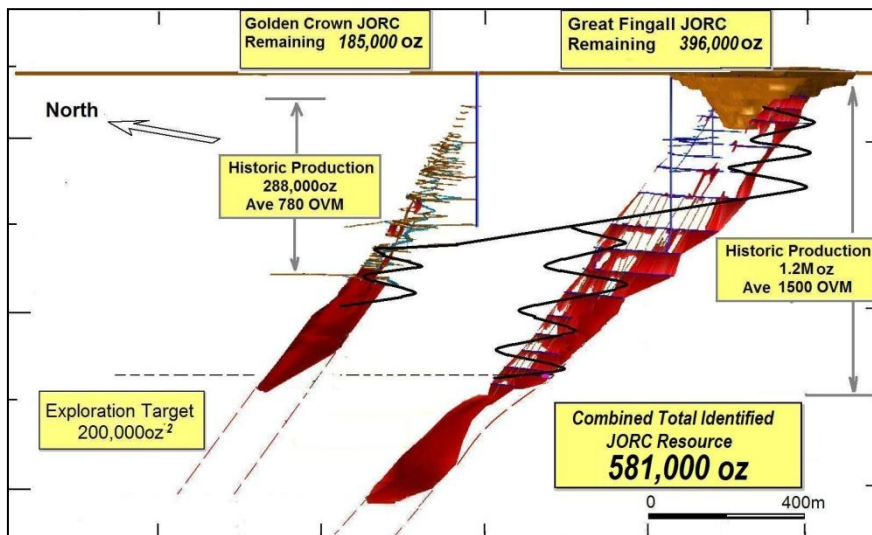 Golden Crown JORC
Remaining 185,000 oz
Great Fingall JORC
Remaining 396,000 oz
North
Historic Production
288,000oz
Ave 780 OVM
Historic Production
1.2M oz
Ave 1500 OVM
Exploration Target
200,000oz²
Combined Total Identified
JORC Resource
581,000 oz
0 400m